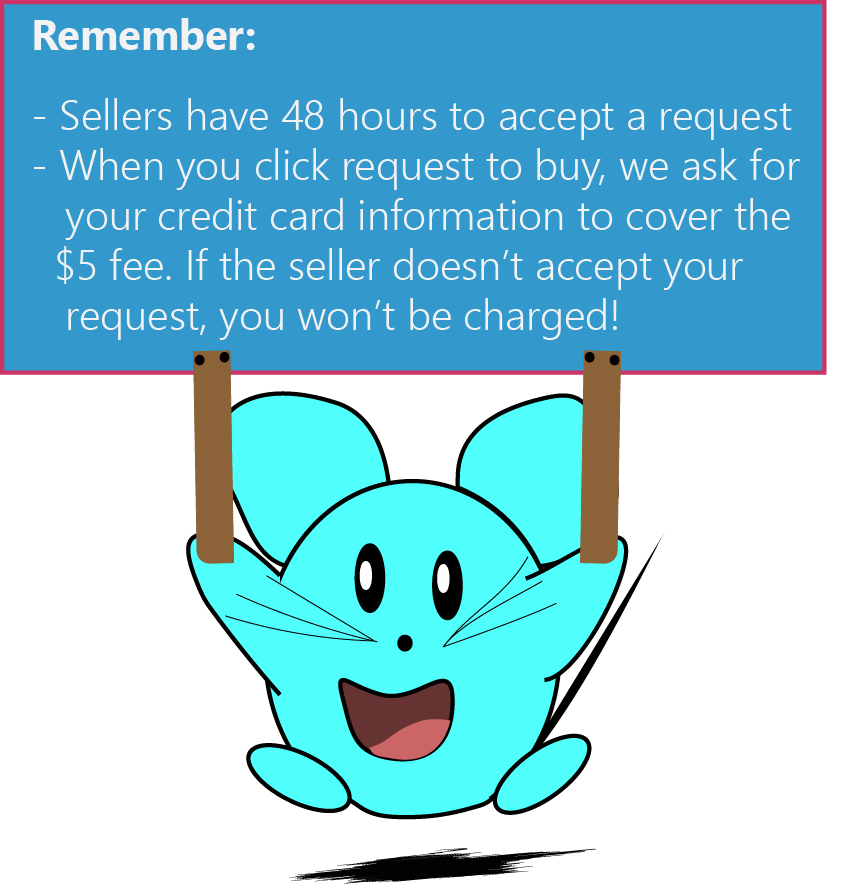 Remember:
- Sellers have 48 hours to accept a request
- When you click request to buy, we ask for
your credit card information to cover the
$5 fee. If the seller doesn’t accept your
request, you won’t be charged!